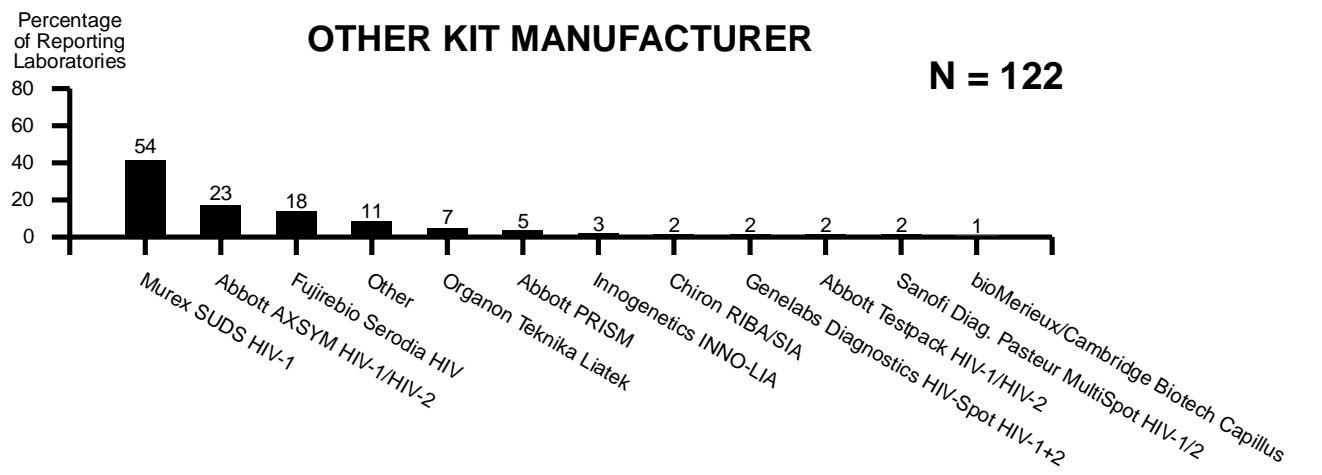 Percentage
of Reporting
Laboratories
OTHER KIT MANUFACTURER
N = 122
80
60
40
20
0
54
23
18
11
7
5
3
2
2
2
2
1
Murex SUDS HIV-1
Abbott AXSYM HIV-1/HIV-2
Fujirebio Serodia HIV
Other
Organon Teknika Liatek
Abbott PRISM
Innogenetics INNO-LIA
Chiron RIBA/SIA
Genelabs Diagnostics HIV-Spot HIV-1+2
Abbott Testpack HIV-1/HIV-2
Sanofi Diag. Pasteur MultiSpot HIV-1/2
bioMerieux/Cambridge Biotech Capillus